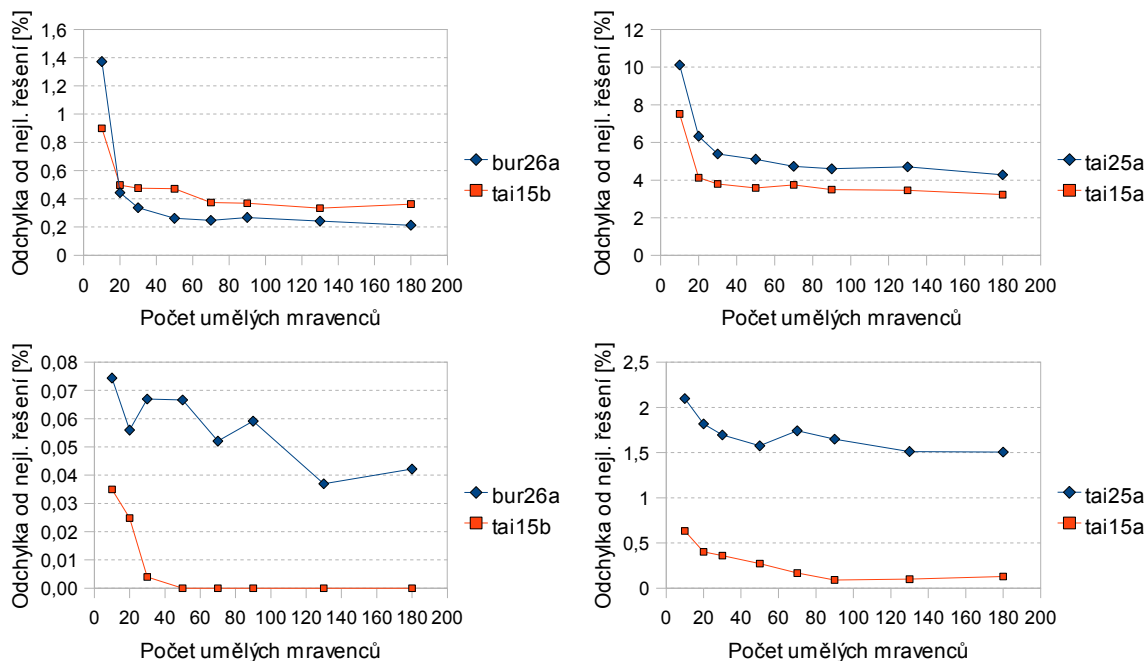 Odchylka od nejl. řešení [%]
1,6
1,4
1,2
1
0,8
0,6
0,4
0,2
0
0 20 40 60 80 100 120 140 160 180 200
Počet umělých mravenců
bur26a
tai15b
Odchylka od nejl. řešení [%]
12
10
8
6
4
2
0
0 20 40 60 80 100 120 140 160 180 200
Počet umělých mravenců
tai25a
tai15a
Odchylka od nejl. řešení [%]
0,08
0,07
0,06
0,05
0,04
0,03
0,02
0,01
0,00
0 20 40 60 80 100 120 140 160 180 200
Počet umělých mravenců
bur26a
tai15b
Odchylka od nejl. řešení [%]
2,5
2
1,5
1
0,5
0
0 20 40 60 80 100 120 140 160 180 200
Počet umělých mravenců
tai25a
tai15a